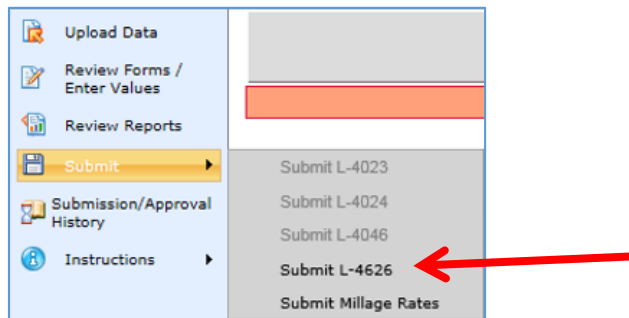 Upload Data
Review Forms /
Enter Values
Review Reports
Submit
Submission/Approval
History
Instructions
Submit L-4023
Submit L-4024
Submit L-4046
Submit L-4626
Submit Millage Rates